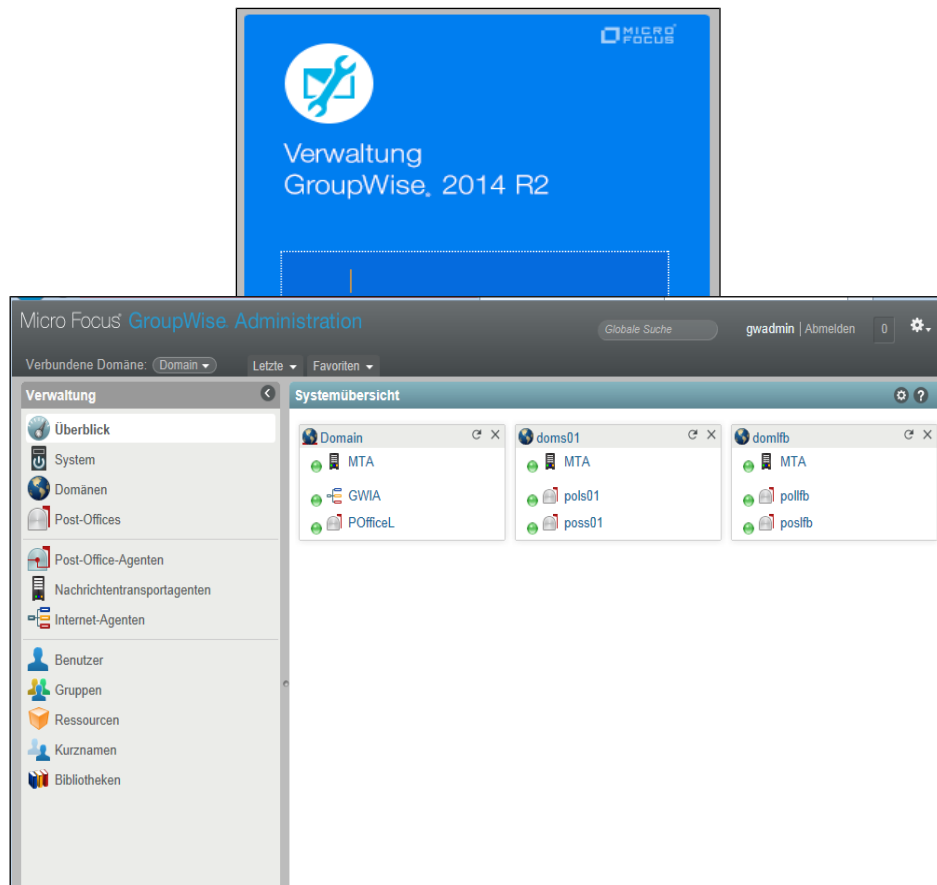 MICRO FOCUS
Verwaltung
GroupWise® 2014 R2
Micro Focus® GroupWise® Administration
Globale Suche
gwadmin | Abmelden
0
Verbundene Domäne: Domain
Letzte
Favoriten
Verwaltung
Überblick
System
Domänen
Post-Offices
Post-Office-Agenten
Nachrichtentransportagenten
Internet-Agenten
Benutzer
Gruppen
Ressourcen
Kurznamen
Bibliotheken
Systemübersicht
Domain
MTA
GWIA
POfficeL
doms01
MTA
pols01
poss01
domlfb
MTA
pollfb
poslfb